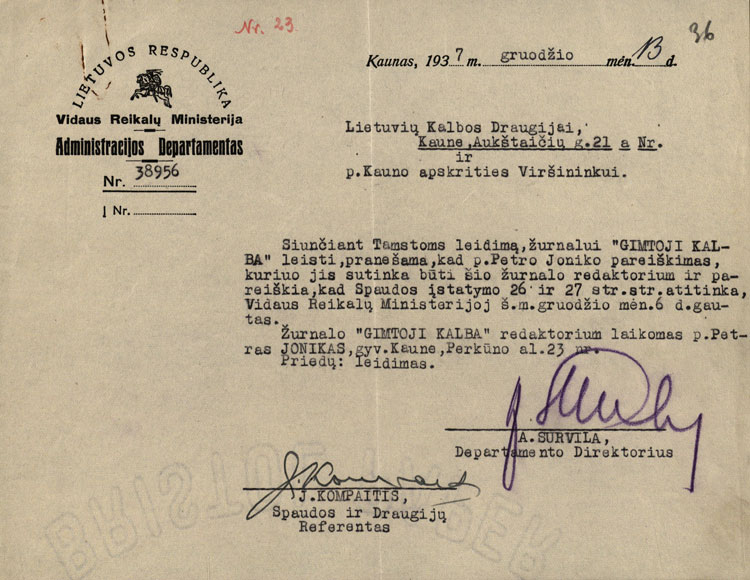 Nr. 23
36
LIETUVOS RESPUBLIKA
Vidaus Reikalų Ministerija
Administracijos Departamentas
Nr. 38956
Į Nr.
Kaunas, 1937 m. gruodžio mėn. 13 d.
Lietuvių Kalbos Draugijai,
Kaune,Aukštaičių g.21 a Nr.
ir
p.Kauno apskrities Viršininkui.
Siunčiant Tamstoms leidimą,žurnalui "GIMTOJI KAL-
BA" leisti,pranešama,kad p.Petro Joniko pareiškimas,
kuriuo jis sutinka būti šio žurnalo redaktorium ir pa-
reiškia,kad Spaudos įstatymo 26 ir 27 str.str.atitinka,
Vidaus Reikalų Ministerijoj š.m.gruodžio mėn.6 d.gau-
tas.
Žurnalo "GIMTOJI KALBA" redaktorium laikomas p.Pet-
ras JONIKAS,gyv.Kaune,Perkūno al.23 nr.
Priedų: leidimas.
A.SURVILA,
Departamento Direktorius
J.KOMPAITIS,
Spaudos ir Draugijų
Referentas